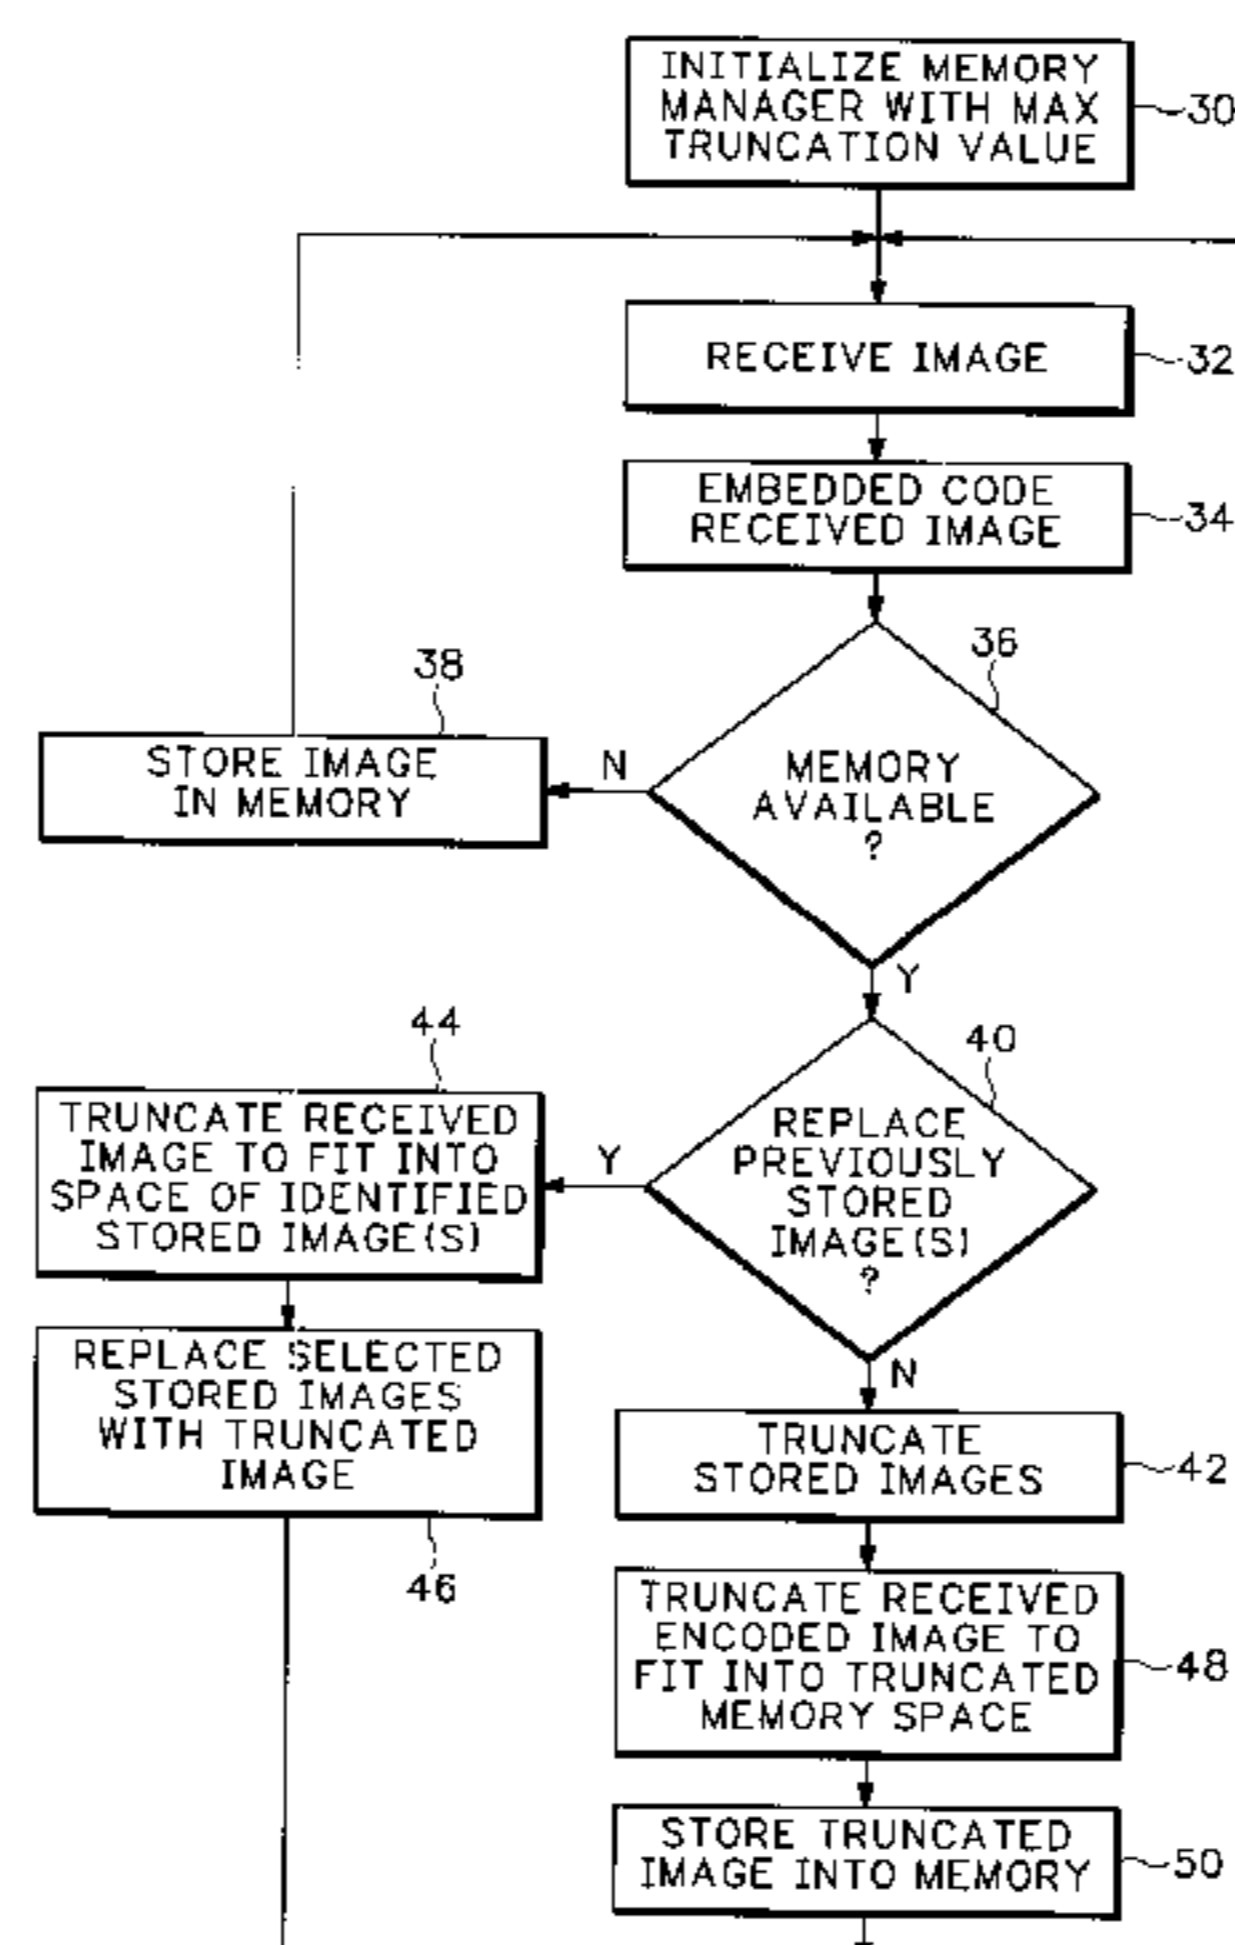 INITIALIZE MEMORY
MANAGER WITH MAX
TRUNCATION VALUE
30
RECEIVE IMAGE
32
EMBEDDED CODE
RECEIVED IMAGE
34
36
MEMORY
AVAILABLE
?
N
38
STORE IMAGE
IN MEMORY
Y
40
REPLACE
PREVIOUSLY
STORED
IMAGE(S)
?
Y
44
TRUNCATE RECEIVED
IMAGE TO FIT INTO
SPACE OF IDENTIFIED
STORED IMAGE(S)
REPLACE SELECTED
STORED IMAGES
WITH TRUNCATED
IMAGE
46
N
TRUNCATE
STORED IMAGES
42
TRUNCATE RECEIVED
ENCODED IMAGE TO
FIT INTO TRUNCATED
MEMORY SPACE
48
STORE TRUNCATED
IMAGE INTO MEMORY
50